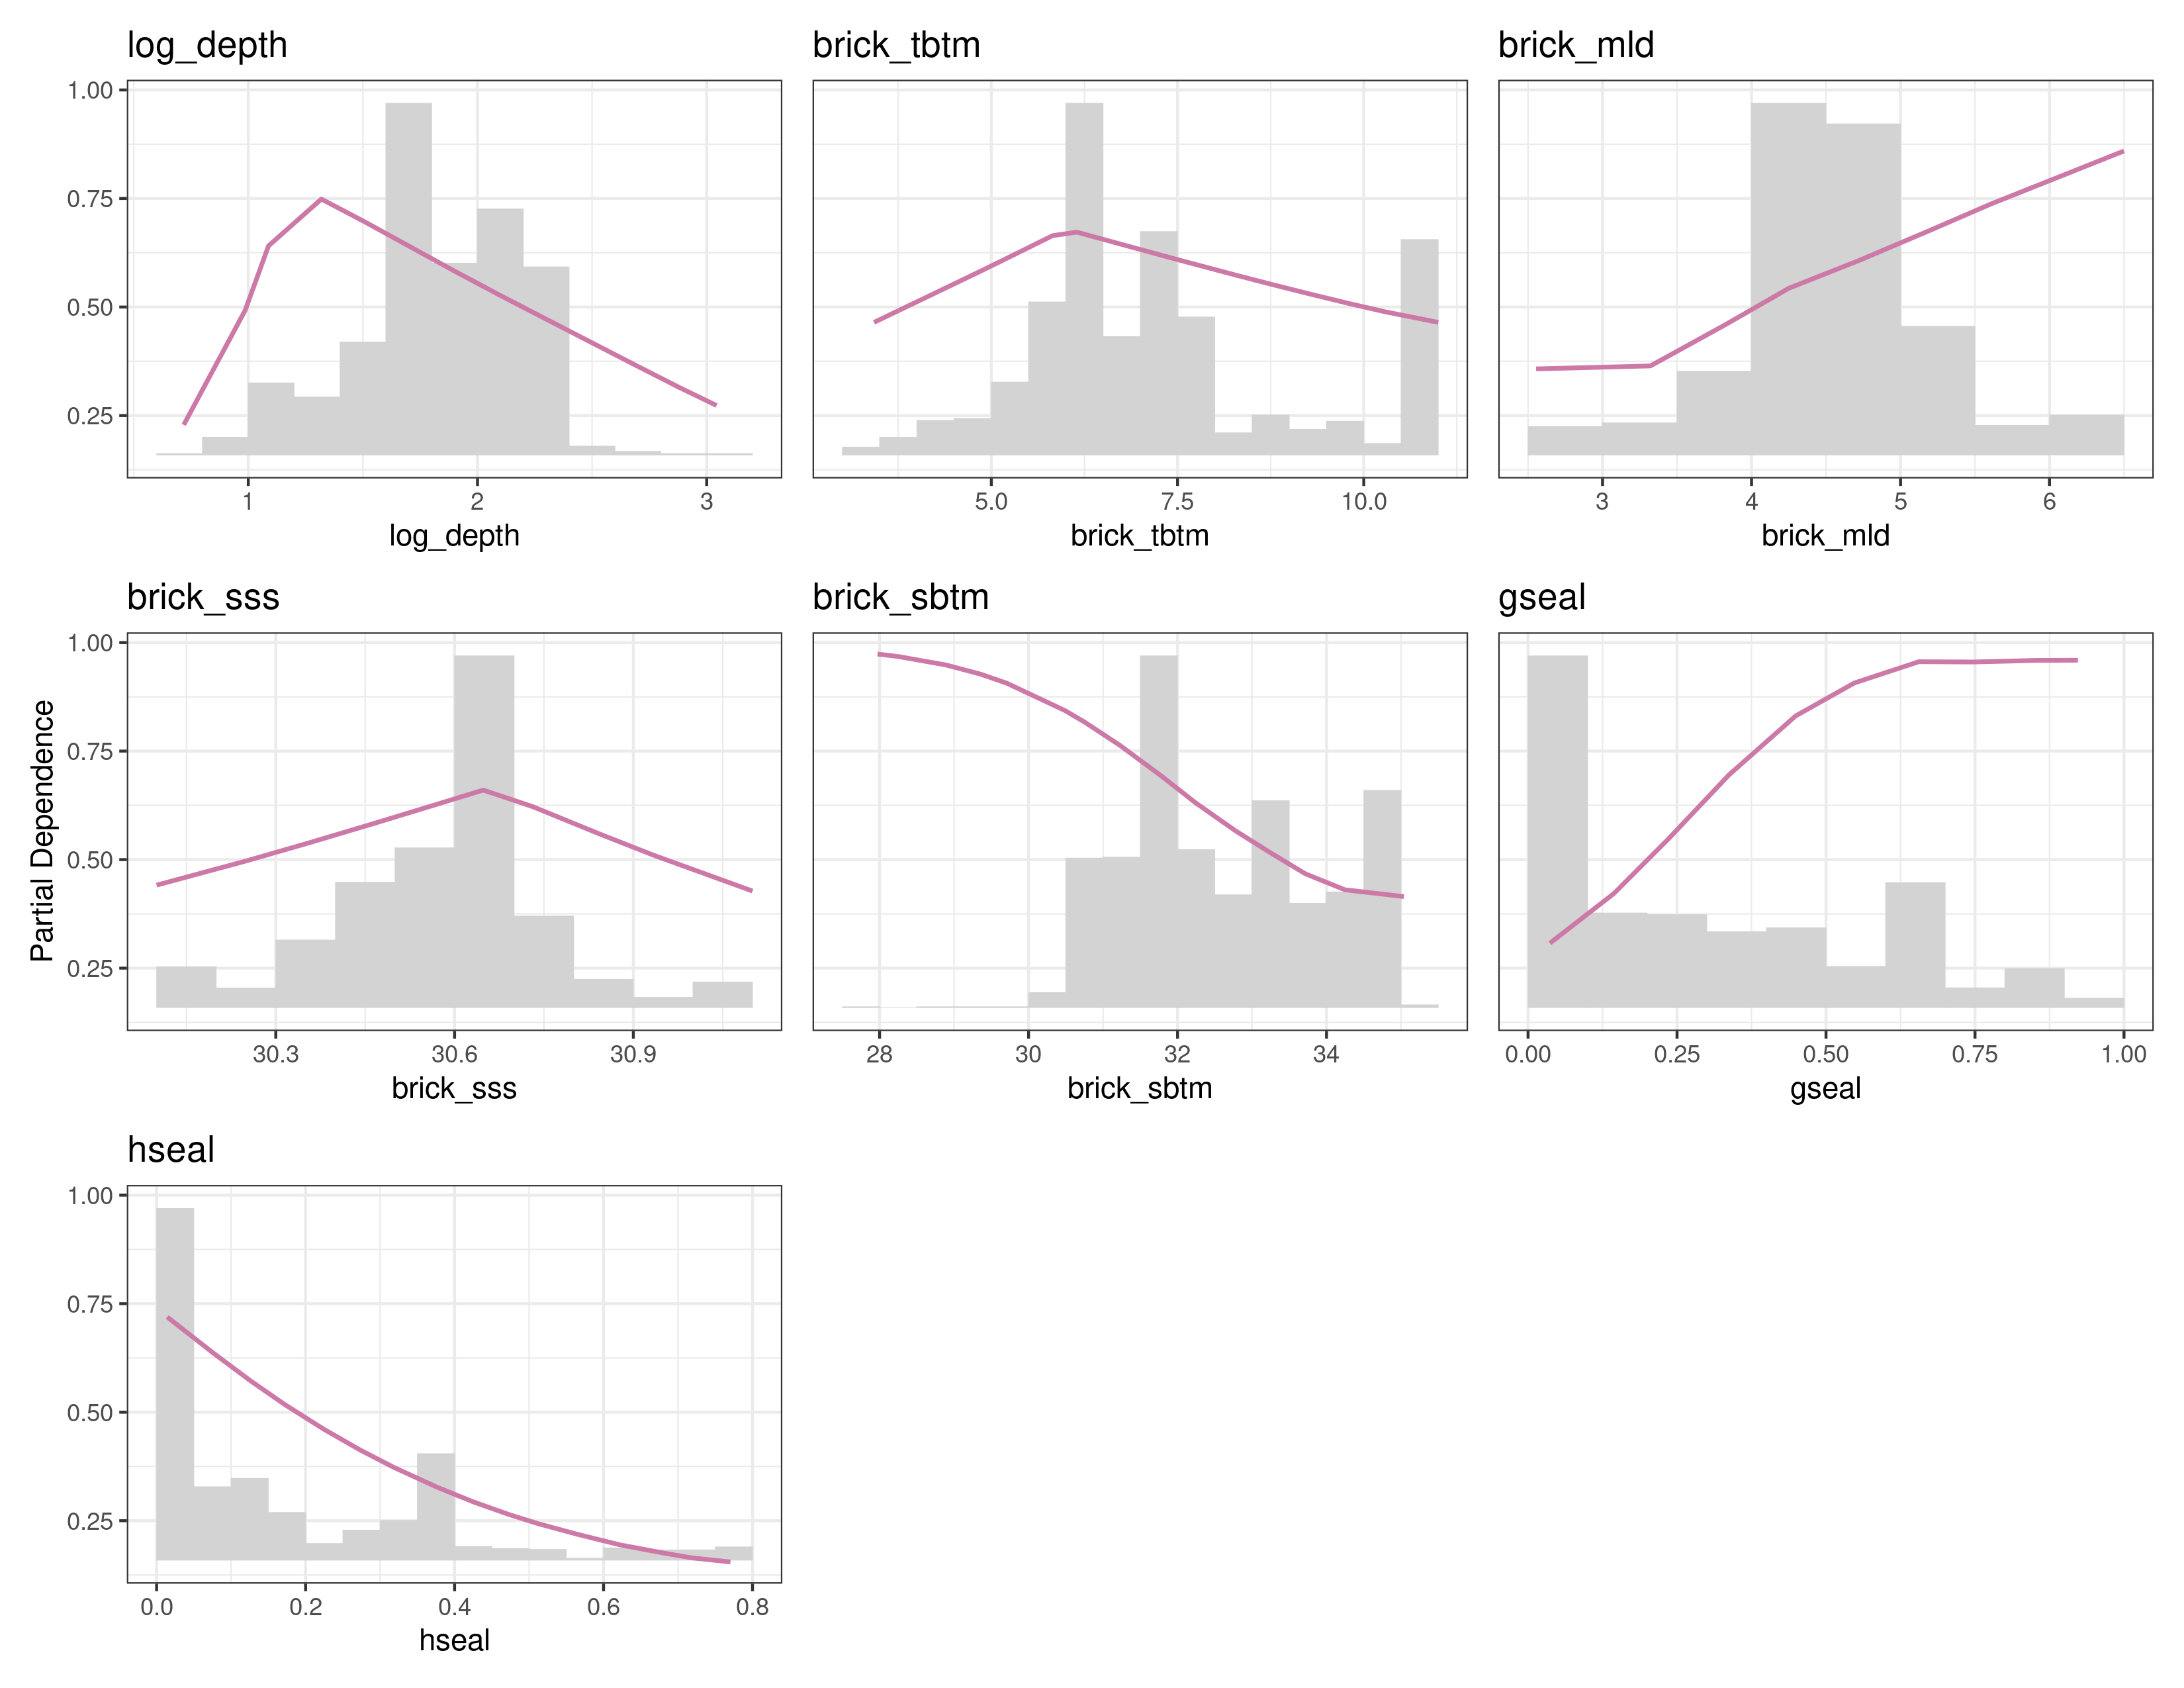 log_depth
brick_tbtm
brick_mld
1.00
0.75
0.50
0.25
1 2 3
5.0 7.5 10.0
3 4 5 6
log_depth
brick_tbtm
brick_mld
brick_sss
brick_sbtm
gseal
Partial Dependence
1.00
0.75
0.50
0.25
30.3 30.6 30.9
28 30 32 34
0.00 0.25 0.50 0.75 1.00
brick_sss
brick_sbtm
gseal
hseal
1.00
0.75
0.50
0.25
0.0 0.2 0.4 0.6 0.8
hseal